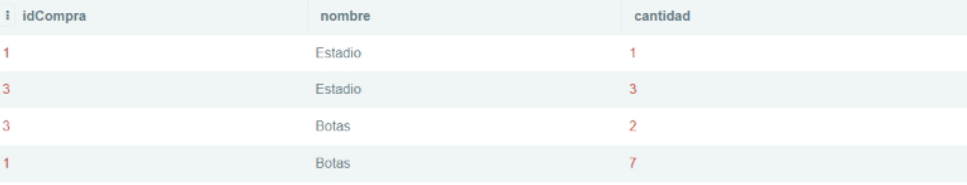 idCompra nombre cantidad
1 Estadio 1
3 Estadio 3
3 Botas 2
1 Botas 7